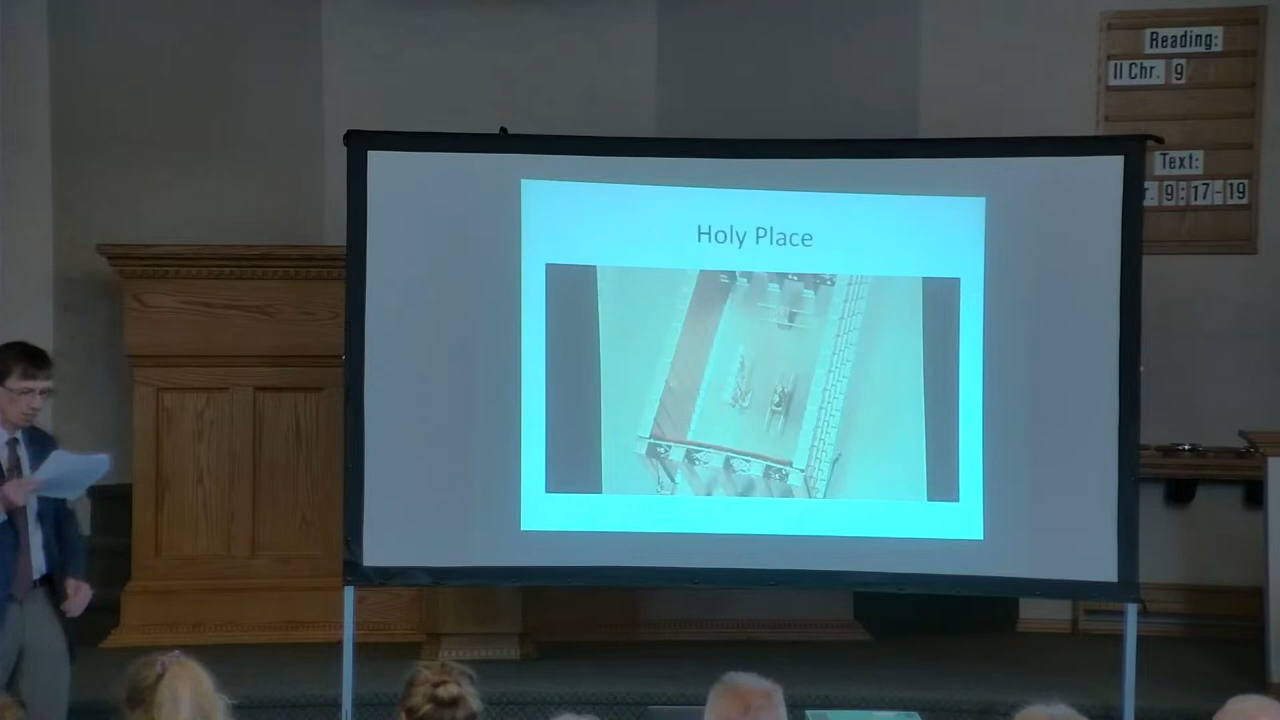 Reading:
II Chr. 9
Text:
r. 9:17-19
Holy Place